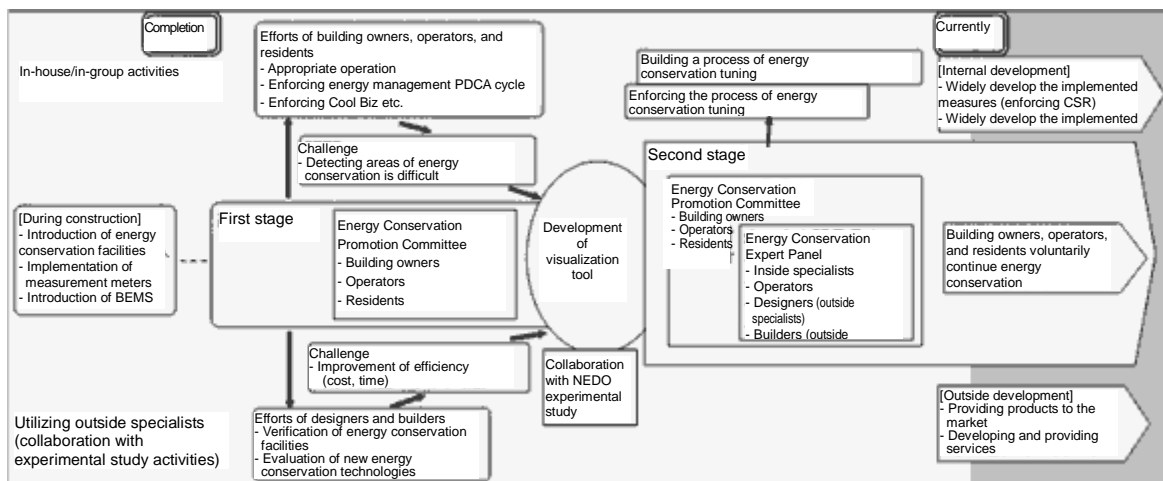 Completion
Currently
In-house/in-group activities
Efforts of building owners, operators, and
residents
- Appropriate operation
- Enforcing energy management PDCA cycle
- Enforcing Cool Biz etc.
Challenge
- Detecting areas of energy
conservation is difficult
Building a process of energy
conservation tuning
Enforcing the process of energy
conservation tuning
[Internal development]
- Widely develop the implemented
measures (enforcing CSR)
- Widely develop the implemented
[During construction]
- Introduction of energy
conservation facilities
- Implementation of
measurement meters
- Introduction of BEMS
First stage
Energy Conservation
Promotion Committee
- Building owners
- Operators
- Residents
Development
of
visualization
tool
Second stage
Energy Conservation
Promotion Committee
- Building owners
- Operators
- Residents
Energy Conservation
Expert Panel
- Inside specialists
- Operators
- Designers (outside
specialists)
- Builders (outside
Building owners, operators,
and residents voluntarily
continue energy
conservation
Challenge
- Improvement of efficiency
(cost, time)
Collaboration
with NEDO
experimental
study
Utilizing outside specialists
(collaboration with
experimental study activities)
Efforts of designers and builders
- Verification of energy conservation
facilities
- Evaluation of new energy
conservation technologies
[Outside development]
- Providing products to the
market
- Developing and providing
services